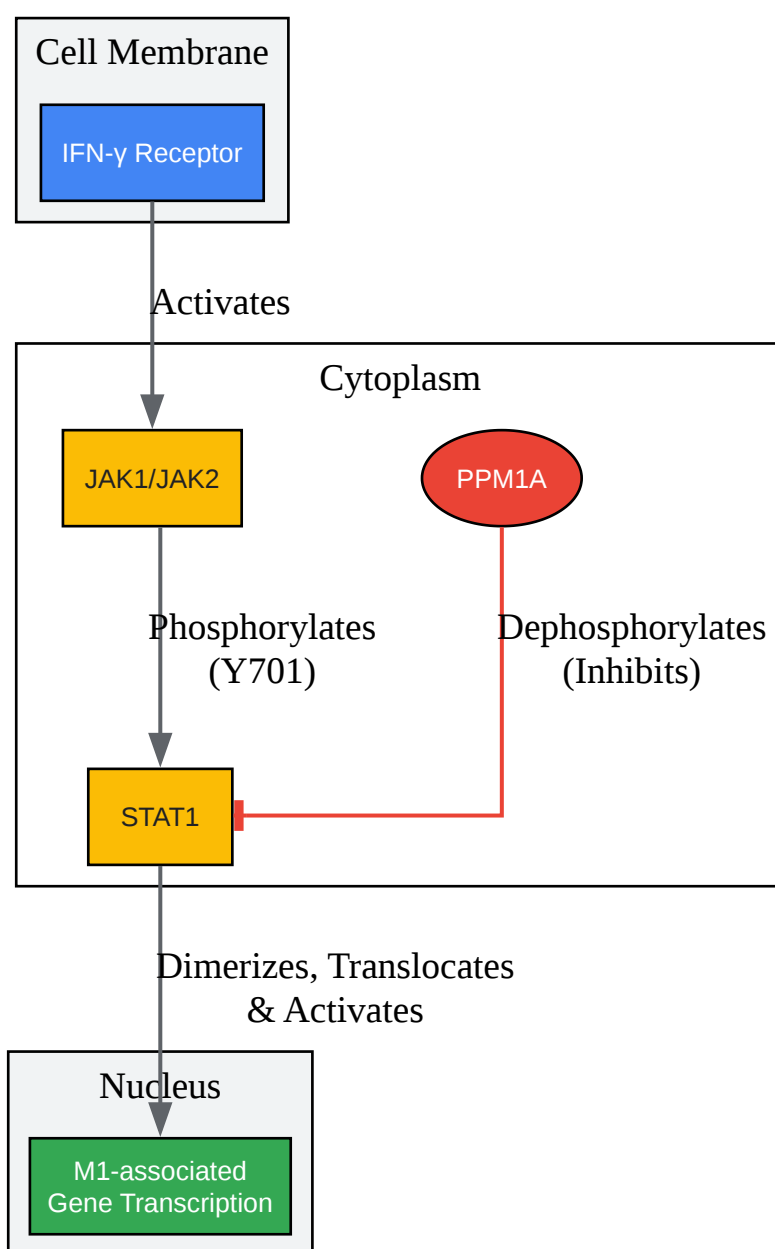 Cell Membrane
IFN-γ Receptor
Activates
Cytoplasm
JAK1/JAK2
PPM1A
Phosphorylates
(Y701)
Dephosphorylates
(Inhibits)
STAT1
Dimerizes, Translocates
& Activates
Nucleus
M1-associated
Gene Transcription